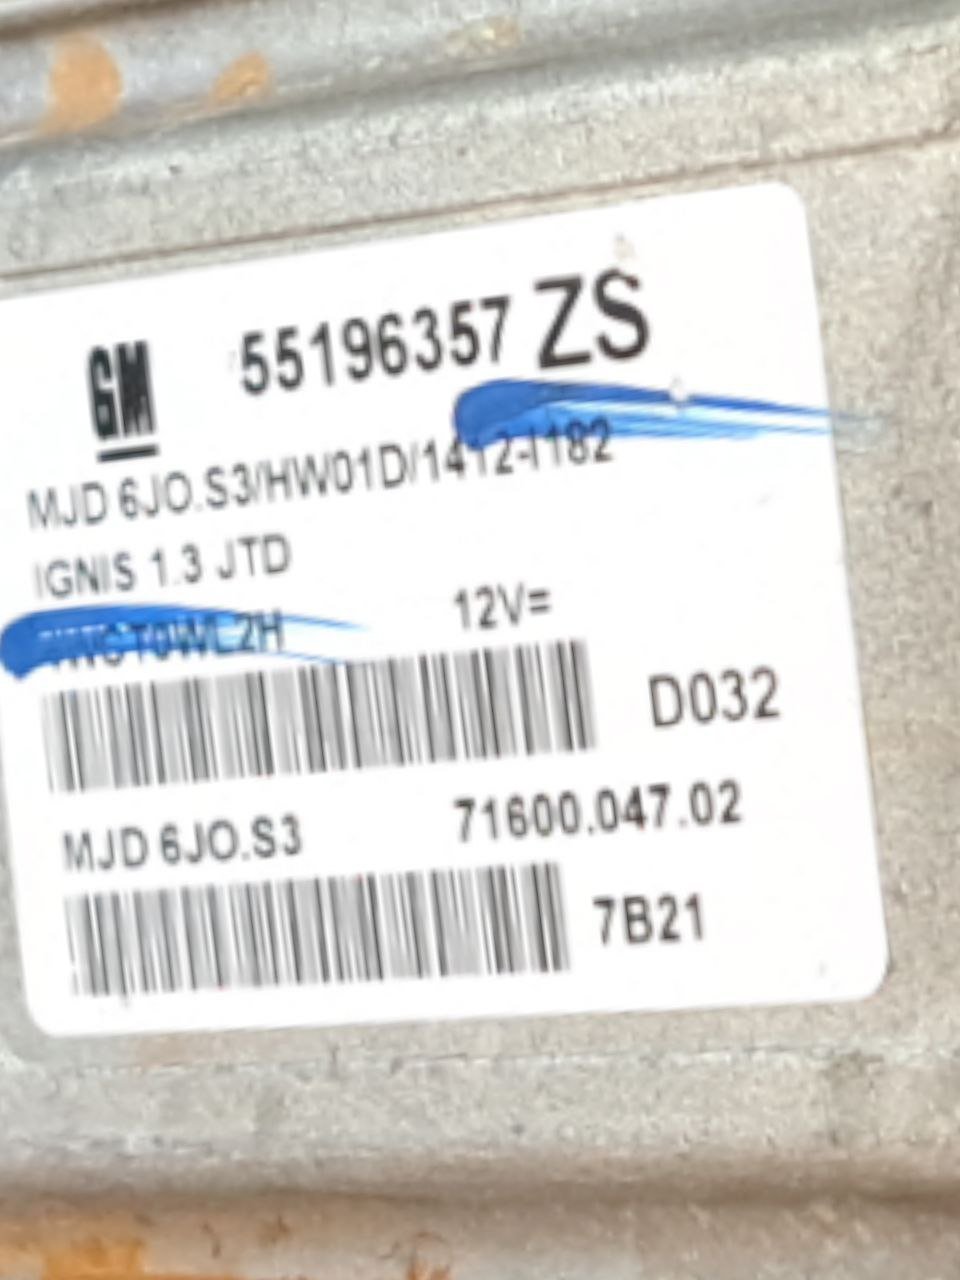 GM 55196357 ZS
MJD 6JO.S3/HW01D/1412-I182
IGNIS 1.3 JTD
12V=
D032
MJD 6JO.S3 71600.047.02
7B21